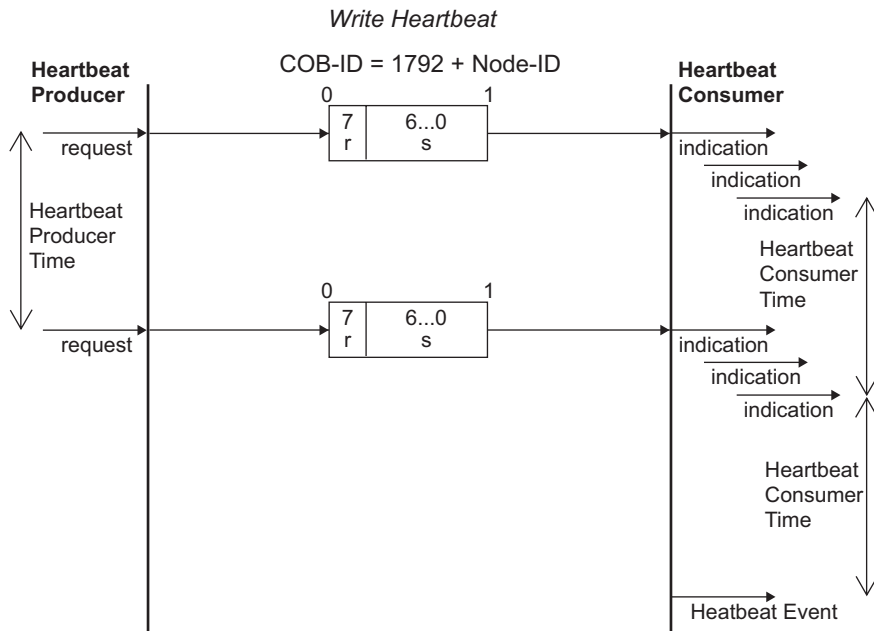 Write Heartbeat
COB-ID = 1792 + Node-ID
Heartbeat
Producer
Heartbeat
Consumer
0 1
7 6...0
r s
request
indication
indication
indication
Heartbeat
Producer
Time
Heartbeat
Consumer
Time
0 1
7 6...0
r s
request
indication
indication
indication
Heartbeat
Consumer
Time
Heatbeat Event